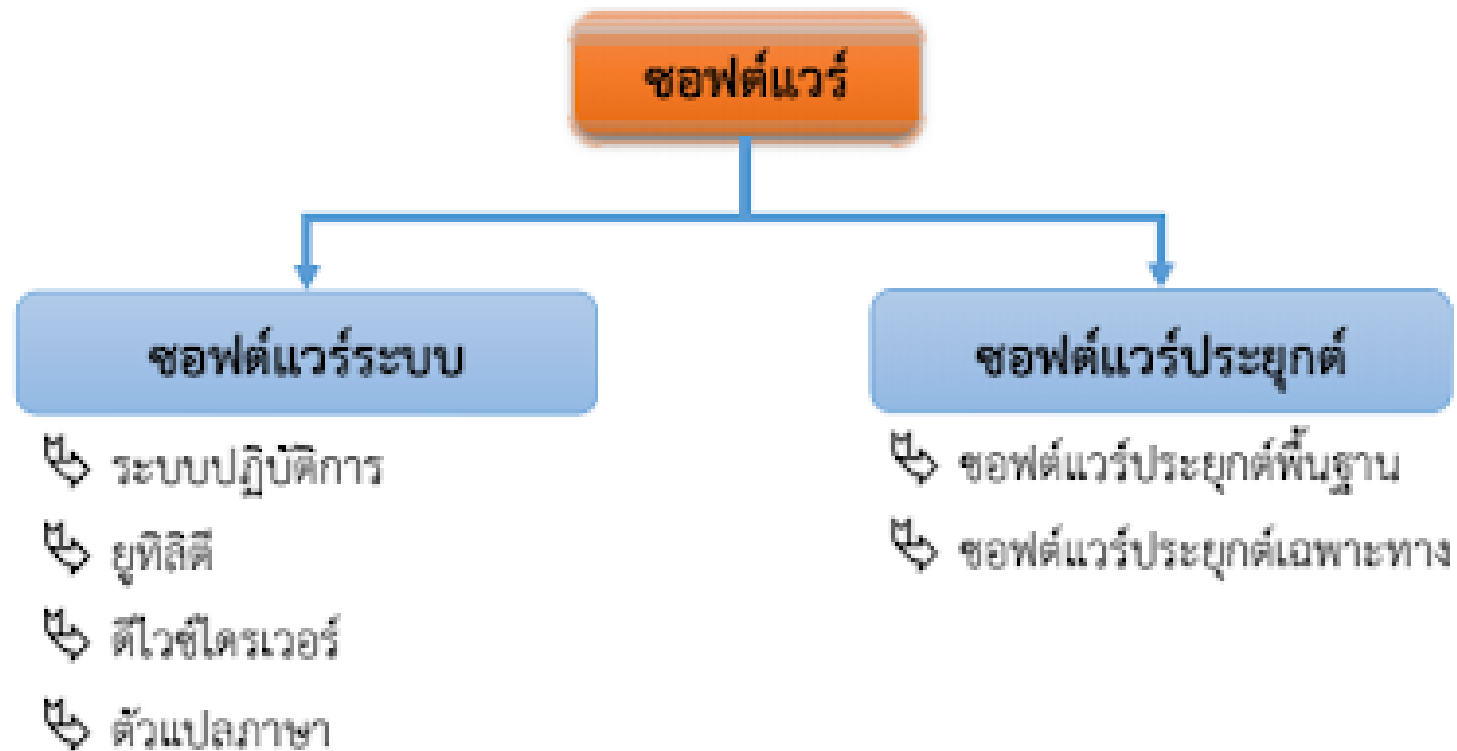 ซอฟต์แวร์
ซอฟต์แวร์ระบบ
ระบบปฏิบัติการ
ยูทิลิตี
ดีไวซ์ไดรเวอร์
ตัวแปลภาษา
ซอฟต์แวร์ประยุกต์
ซอฟต์แวร์ประยุกต์พื้นฐาน
ซอฟต์แวร์ประยุกต์เฉพาะทาง